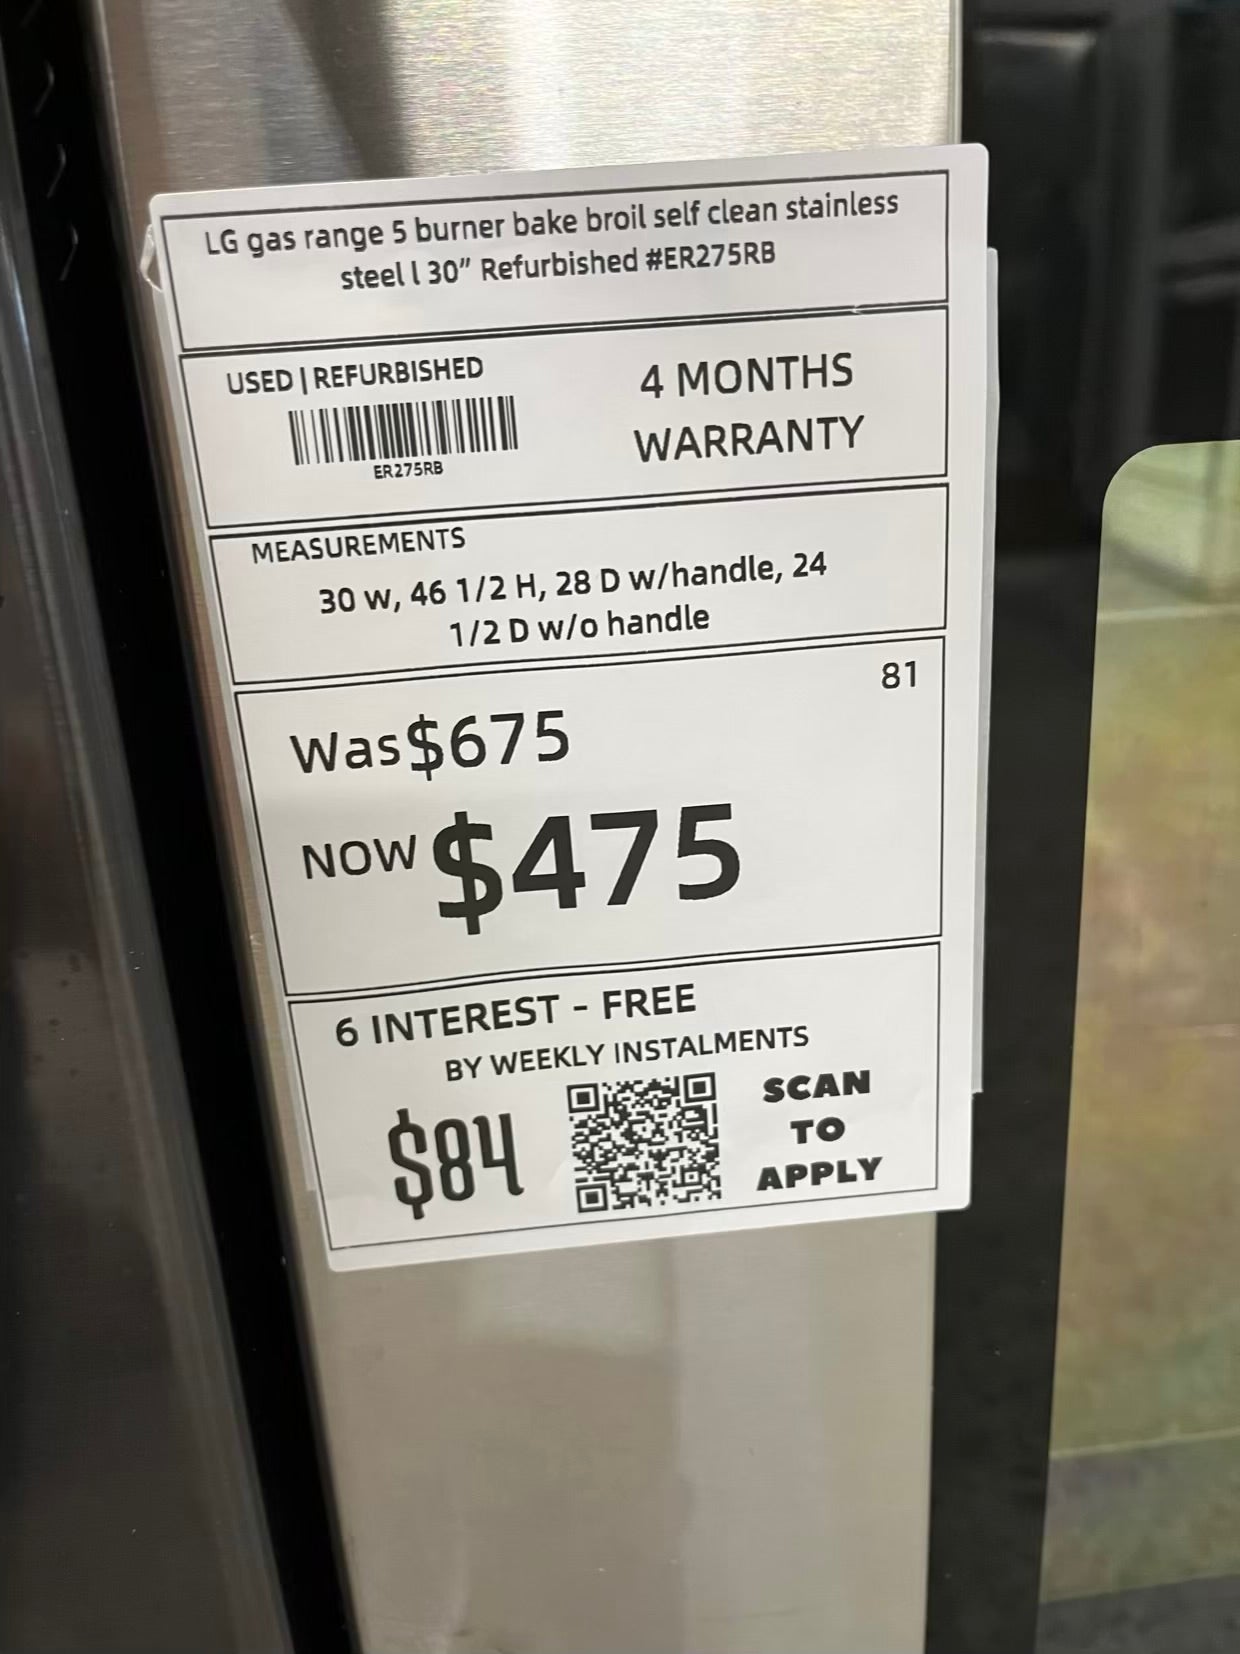 LG gas range 5 burner bake broil self clean stainless
steel l 30" Refurbished #ER275RB
USED | REFURBISHED
ER275RB
4 MONTHS
WARRANTY
MEASUREMENTS
30 w, 46 1/2 H, 28 D w/handle, 24
1/2 D w/o handle
81
Was $675
NOW $475
6 INTEREST - FREE
BY WEEKLY INSTALMENTS
$84
SCAN
TO
APPLY